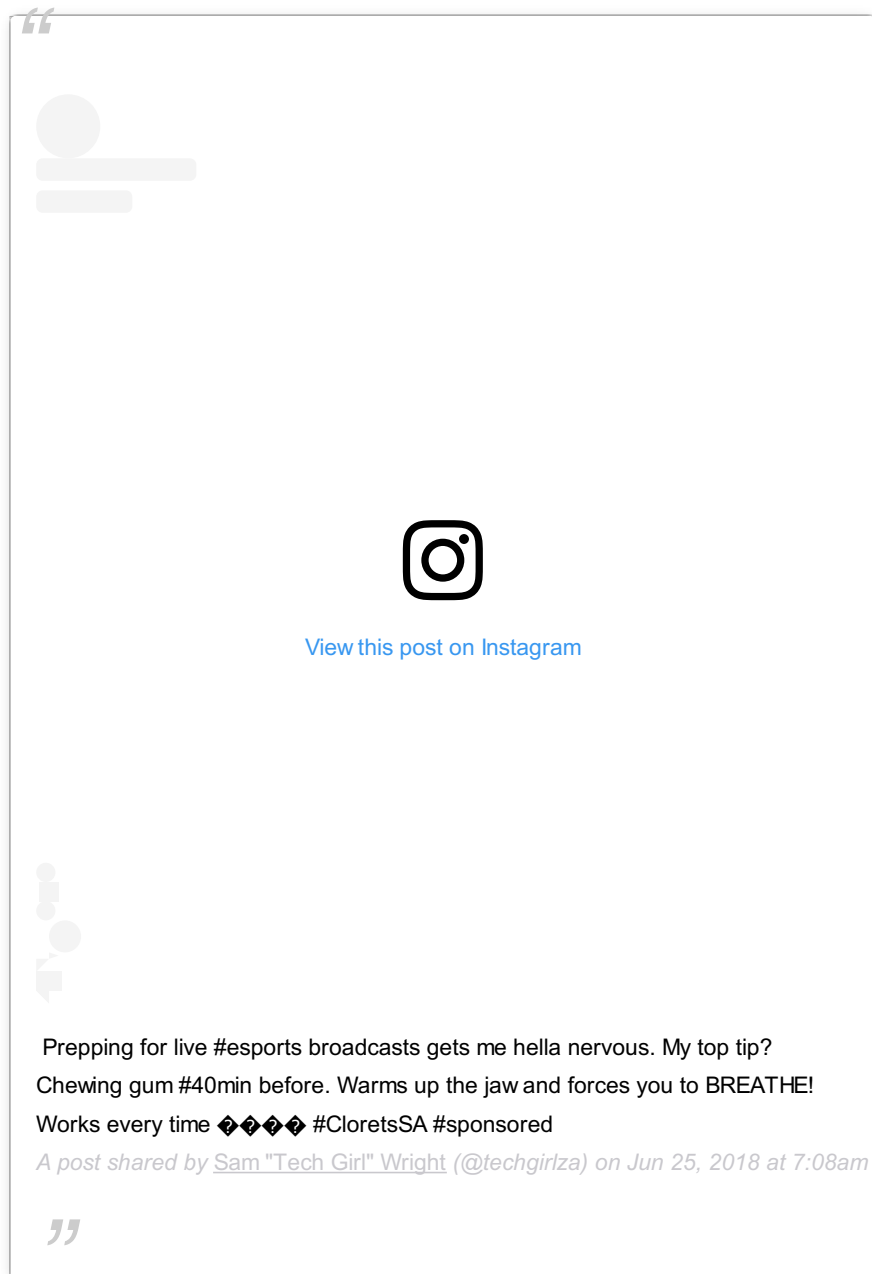 “
View this post on Instagram
Prepping for live #esports broadcasts gets me hella nervous. My top tip?
Chewing gum #40min before. Warms up the jaw and forces you to BREATHE!
Works every time ���� #CloretsSA #sponsored
A post shared by Sam "Tech Girl" Wright (@techgirlza) on Jun 25, 2018 at 7:08am
”